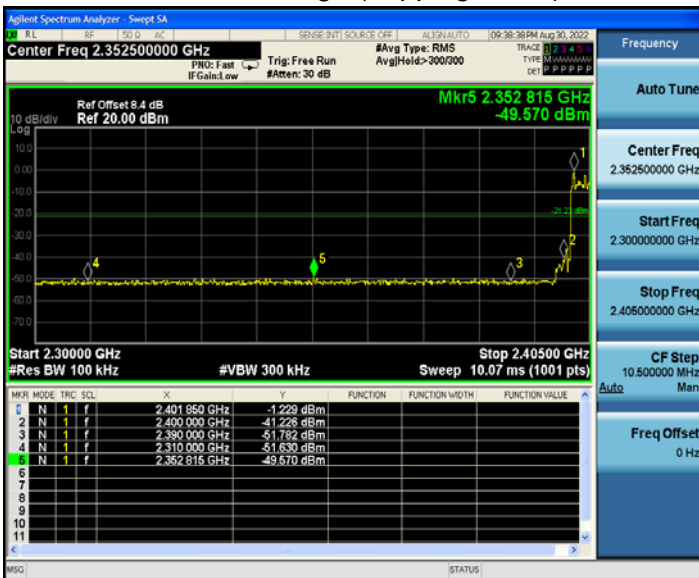 Agilent Spectrum Analyzer - Swept SA
RL RF 50 Ω AC SENSE:INT SOURCE OFF ALIGNAUTO 09:38:38 PM Aug 30, 2022
Center Freq 2.352500000 GHz #Avg Type: RMS TRACE 1 2 3 4 5 6
PNO: Fast Trig: Free Run Avg|Hold:>300/300 TYPE
IFGain:Low #Atten: 30 dB DET P P P P P P
Mkr5 2.352 815 GHz
Ref Offset 8.4 dB
10 dB/div Ref 20.00 dBm -49.570 dBm
Log
10.0
0.00
-10.0
-20.0
-30.0
-40.0
-50.0
-60.0
-70.0
1
-21.23 dBm
2
4 5 3
Start 2.30000 GHz Stop 2.40500 GHz
#Res BW 100 kHz #VBW 300 kHz Sweep 10.07 ms (1001 pts)
MKR MODE TRC SCL X Y FUNCTION FUNCTION WIDTH FUNCTION VALUE
1 N 1 f 2.401 850 GHz -1.229 dBm
2 N 1 f 2.400 000 GHz -41.226 dBm
3 N 1 f 2.390 000 GHz -51.782 dBm
4 N 1 f 2.310 000 GHz -51.630 dBm
5 N 1 f 2.352 815 GHz -49.570 dBm
6
7
8
9
10
11
MSG STATUS
Frequency
Auto Tune
Center Freq
2.352500000 GHz
Start Freq
2.300000000 GHz
Stop Freq
2.405000000 GHz
CF Step
10.500000 MHz
Auto Man
Freq Offset
0 Hz